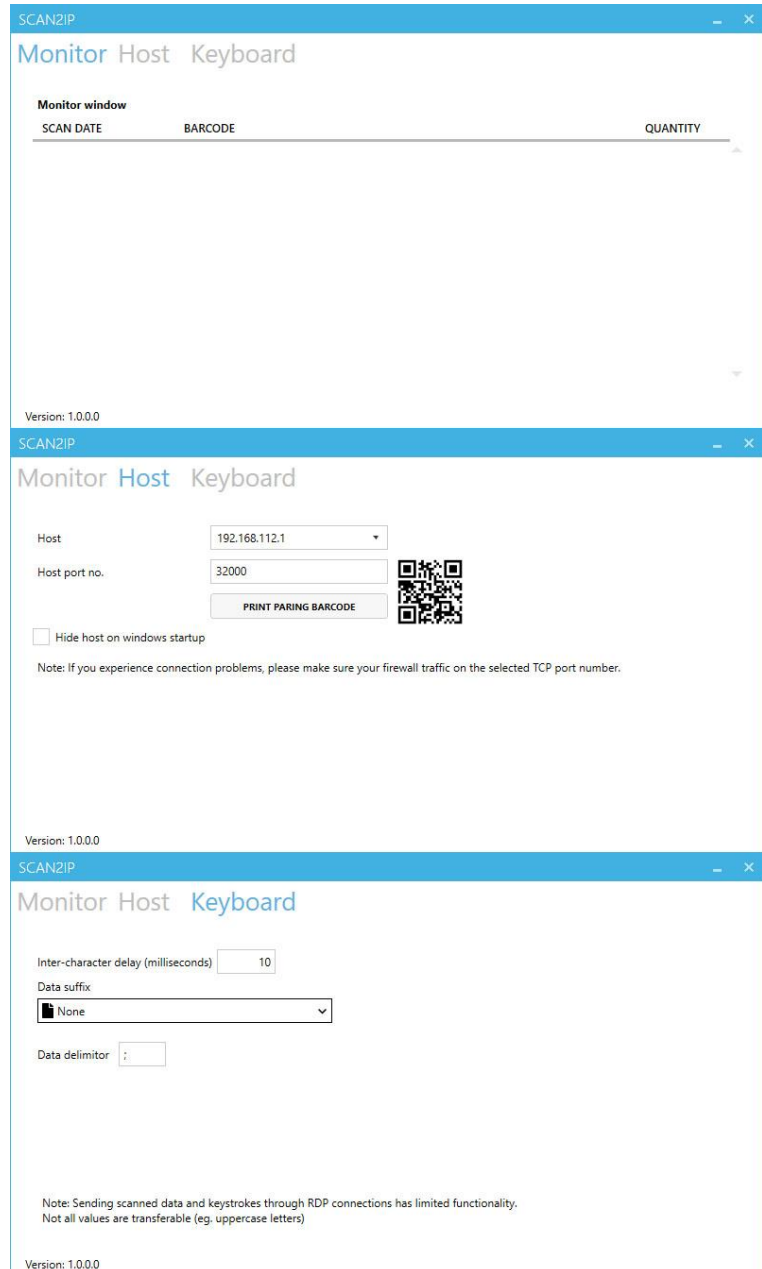 SCAN2IP
Monitor Host Keyboard
Monitor window
SCAN DATE BARCODE QUANTITY
Version: 1.0.0.0
SCAN2IP
Monitor Host Keyboard
Host 192.168.112.1
Host port no. 32000
PRINT PARING BARCODE
Hide host on windows startup
Note: If you experience connection problems, please make sure your firewall traffic on the selected TCP port number.
Version: 1.0.0.0
SCAN2IP
Monitor Host Keyboard
Inter-character delay (milliseconds) 10
Data suffix
None
Data delimitor ;
Note: Sending scanned data and keystrokes through RDP connections has limited functionality.
Not all values are transferable (eg. uppercase letters)
Version: 1.0.0.0